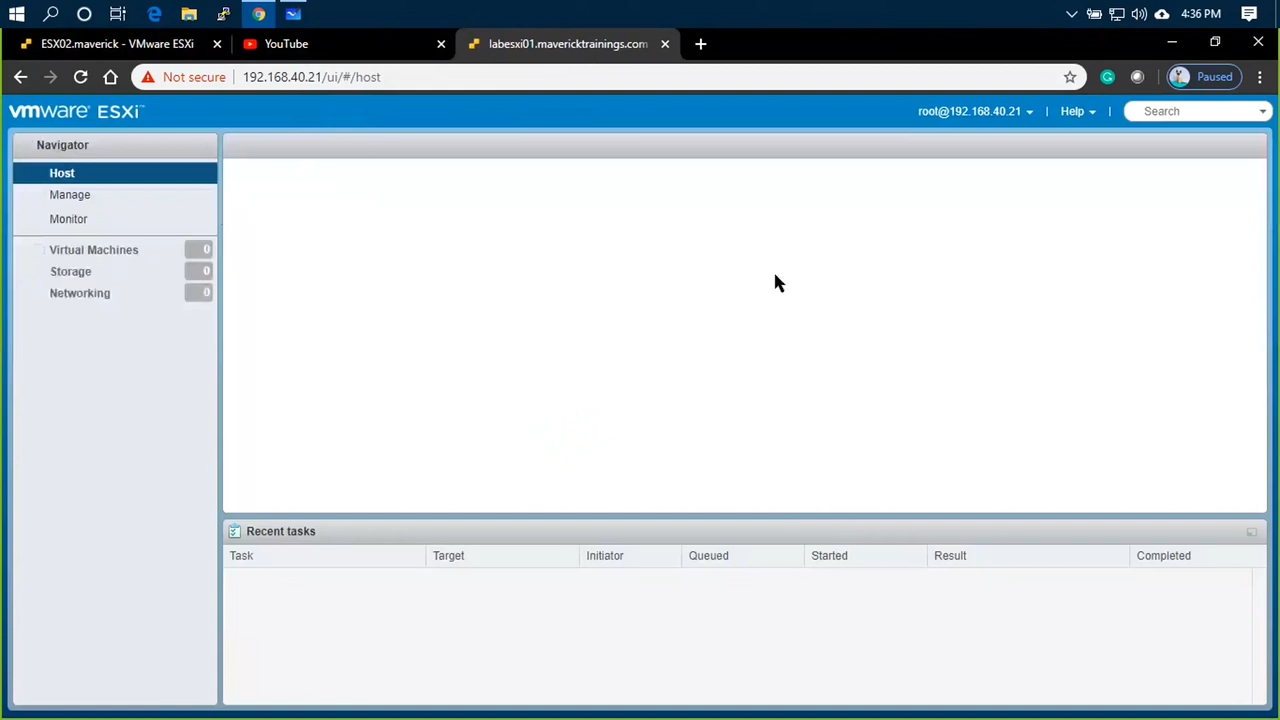 4:36 PM
ESX02.maverick - VMware ESXi
YouTube
labesxi01.mavericktrainings.com
Not secure
192.168.40.21/ui/#/host
Paused
vmware ESXi™
root@192.168.40.21
Help
Search
Navigator
Host
Manage
Monitor
Virtual Machines 0
Storage 0
Networking 0
Recent tasks
Task Target Initiator Queued Started Result Completed